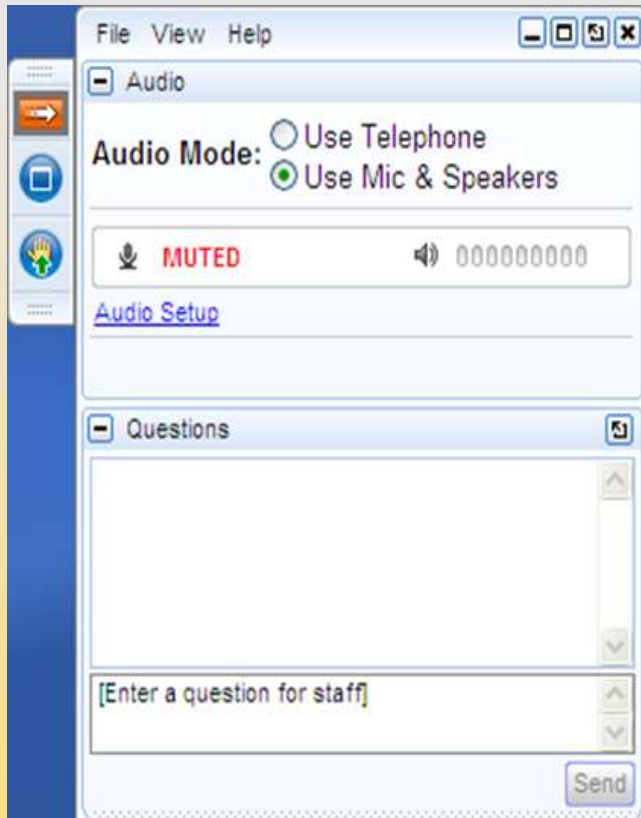 File View Help
Audio
Audio Mode:
Use Telephone
Use Mic & Speakers
MUTED
000000000
Audio Setup
Questions
[Enter a question for staff]
Send